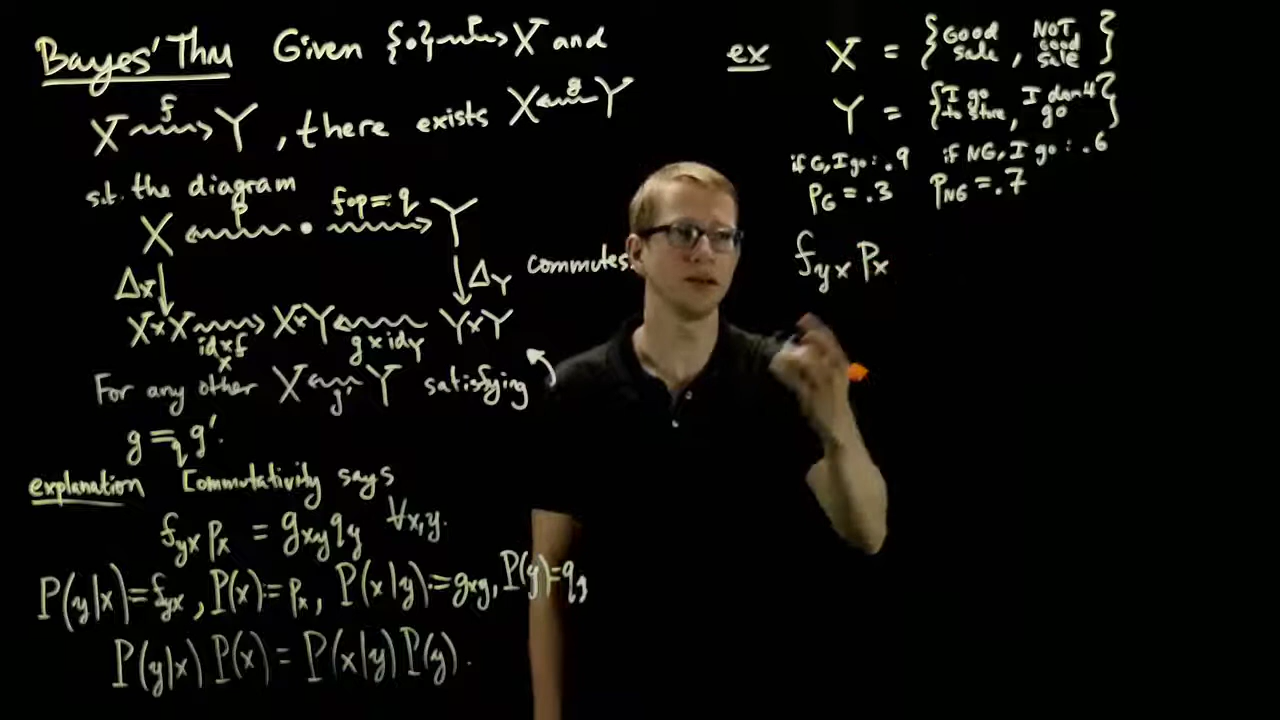 Bayes' Thm Given {•} p⇝ X and
X f⇝ Y , there exists X ⇜g Y
s.t. the diagram
X ⇜p • f∘p=:q⇝ Y
Δx ↓ ↓ ΔY commutes.
X×X ⇝ X×Y ⇜ Y×Y
idX×f g×idY
For any other X ⇜g' Y satisfying
g =q g'.
explanation Commutativity says
fyx px = gxy qy ∀x,y.
P(y|x):=fyx, P(x):=px, P(x|y):=gxy, P(y):=qy
P(y|x)P(x) = P(x|y)P(y).
ex X = {Good sale, NOT good sale}
Y = {I go to store, I don't go}
if G, I go: .9 if NG, I go: .6
PG = .3 PNG = .7
fyx px